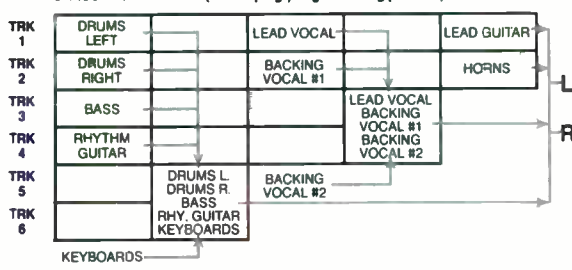 TRK 1
DRUMS LEFT
LEAD VOCAL
LEAD GUITAR
TRK 2
DRUMS RIGHT
BACKING VOCAL #1
HORNS
L
TRK 3
BASS
LEAD VOCAL
BACKING
VOCAL #1
BACKING
VOCAL #2
R
TRK 4
RHYTHM GUITAR
TRK 5
DRUMS L.
DRUMS R.
BASS
RHY. GUITAR
KEYBOARDS
BACKING VOCAL #2
TRK 6
KEYBOARDS